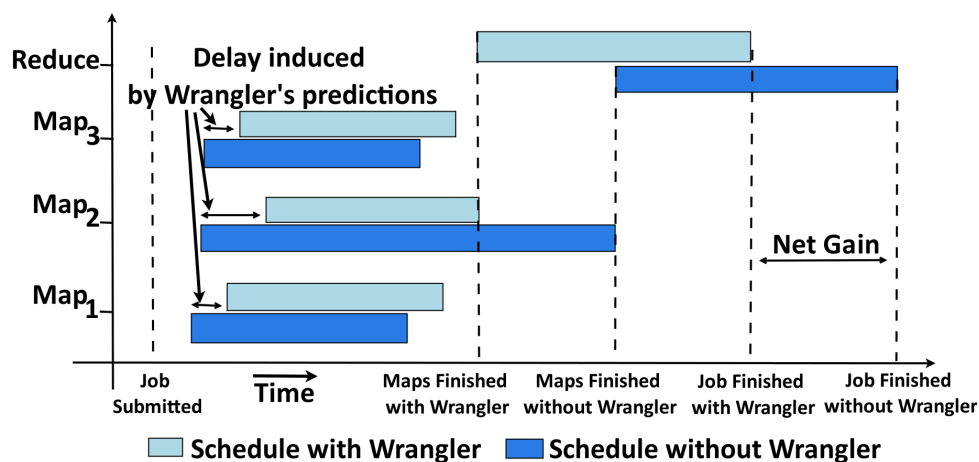 Reduce
Delay induced
by Wrangler's predictions
Map3
Map2
Net Gain
Map1
Job
Submitted
Time
Maps Finished
with Wrangler
Maps Finished
without Wrangler
Job Finished
with Wrangler
Job Finished
without Wrangler
Schedule with Wrangler
Schedule without Wrangler